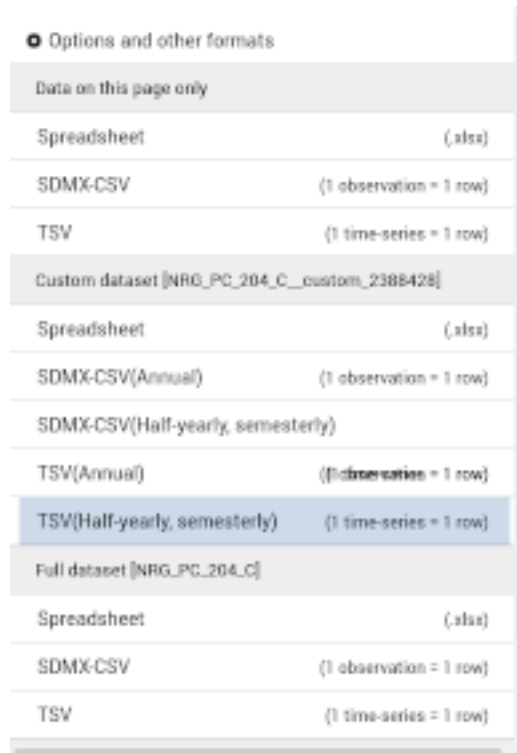 Options and other formats
Data on this page only
Spreadsheet (.xlsx)
SDMX-CSV (1 observation = 1 row)
TSV (1 time-series = 1 row)
Custom dataset [NRG_PC_204_C__custom_2388428]
Spreadsheet (.xlsx)
SDMX-CSV(Annual) (1 observation = 1 row)
SDMX-CSV(Half-yearly, semesterly)
TSV(Annual) = 1 row)
TSV(Half-yearly, semesterly) (1 time-series = 1 row)
Full dataset [NRG_PC_204_C]
Spreadsheet (.xlsx)
SDMX-CSV (1 observation = 1 row)
TSV (1 time-series = 1 row)